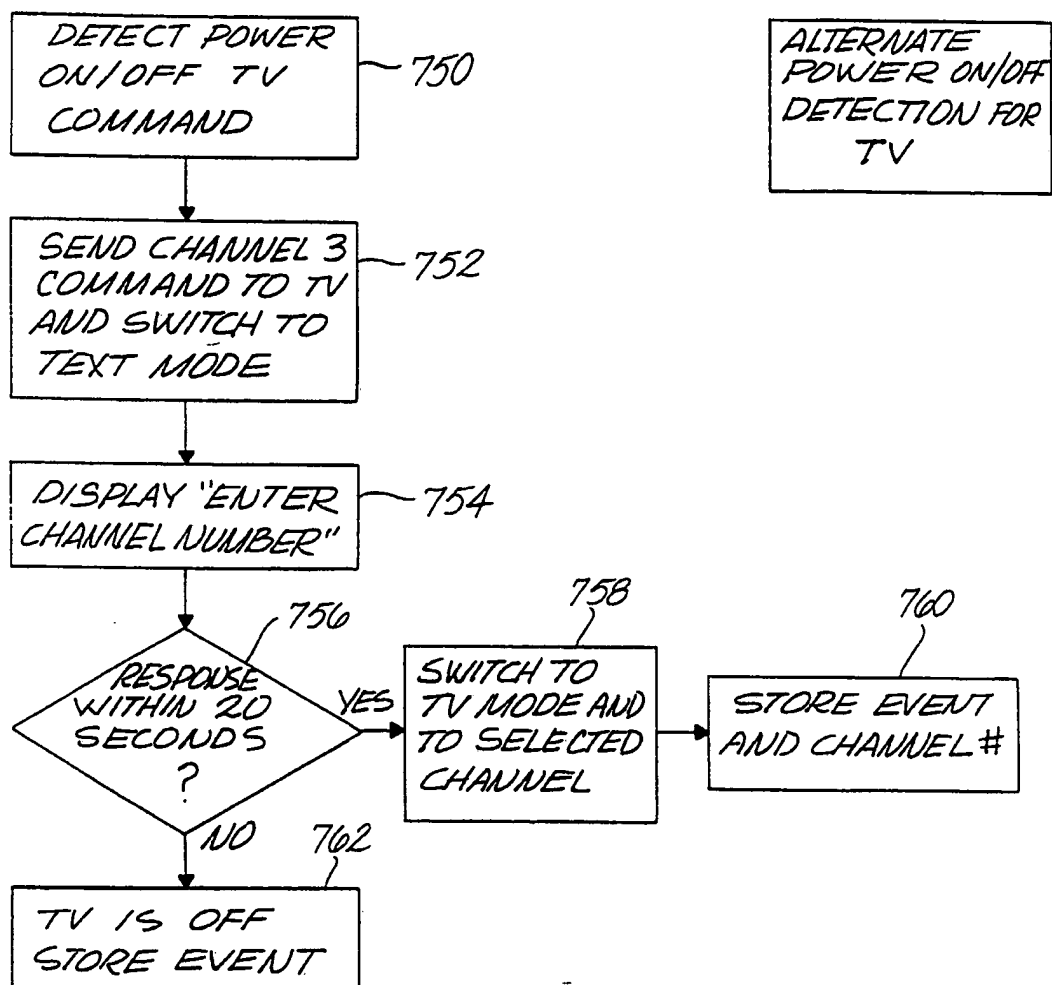 DETECT POWER
ON/OFF TV
COMMAND
750
ALTERNATE
POWER ON/OFF
DETECTION FOR
TV
SEND CHANNEL 3
COMMAND TO TV
AND SWITCH TO
TEXT MODE
752
DISPLAY "ENTER
CHANNEL NUMBER"
754
RESPONSE
WITHIN 20
SECONDS
?
756
YES
NO
758
SWITCH TO
TV MODE AND
TO SELECTED
CHANNEL
760
STORE EVENT
AND CHANNEL #
762
TV IS OFF
STORE EVENT